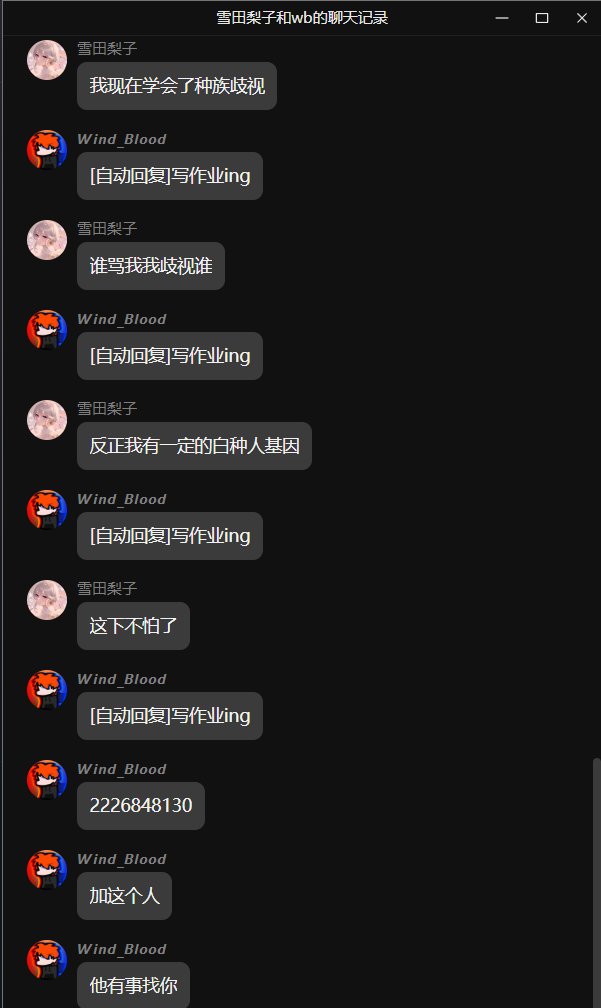 雪田梨子和wb的聊天记录
雪田梨子
我现在学会了种族歧视
Wind_Blood
[自动回复]写作业ing
雪田梨子
谁骂我我歧视谁
Wind_Blood
[自动回复]写作业ing
雪田梨子
反正我有一定的白种人基因
Wind_Blood
[自动回复]写作业ing
雪田梨子
这下不怕了
Wind_Blood
[自动回复]写作业ing
Wind_Blood
2226848130
Wind_Blood
加这个人
Wind_Blood
他有事找你